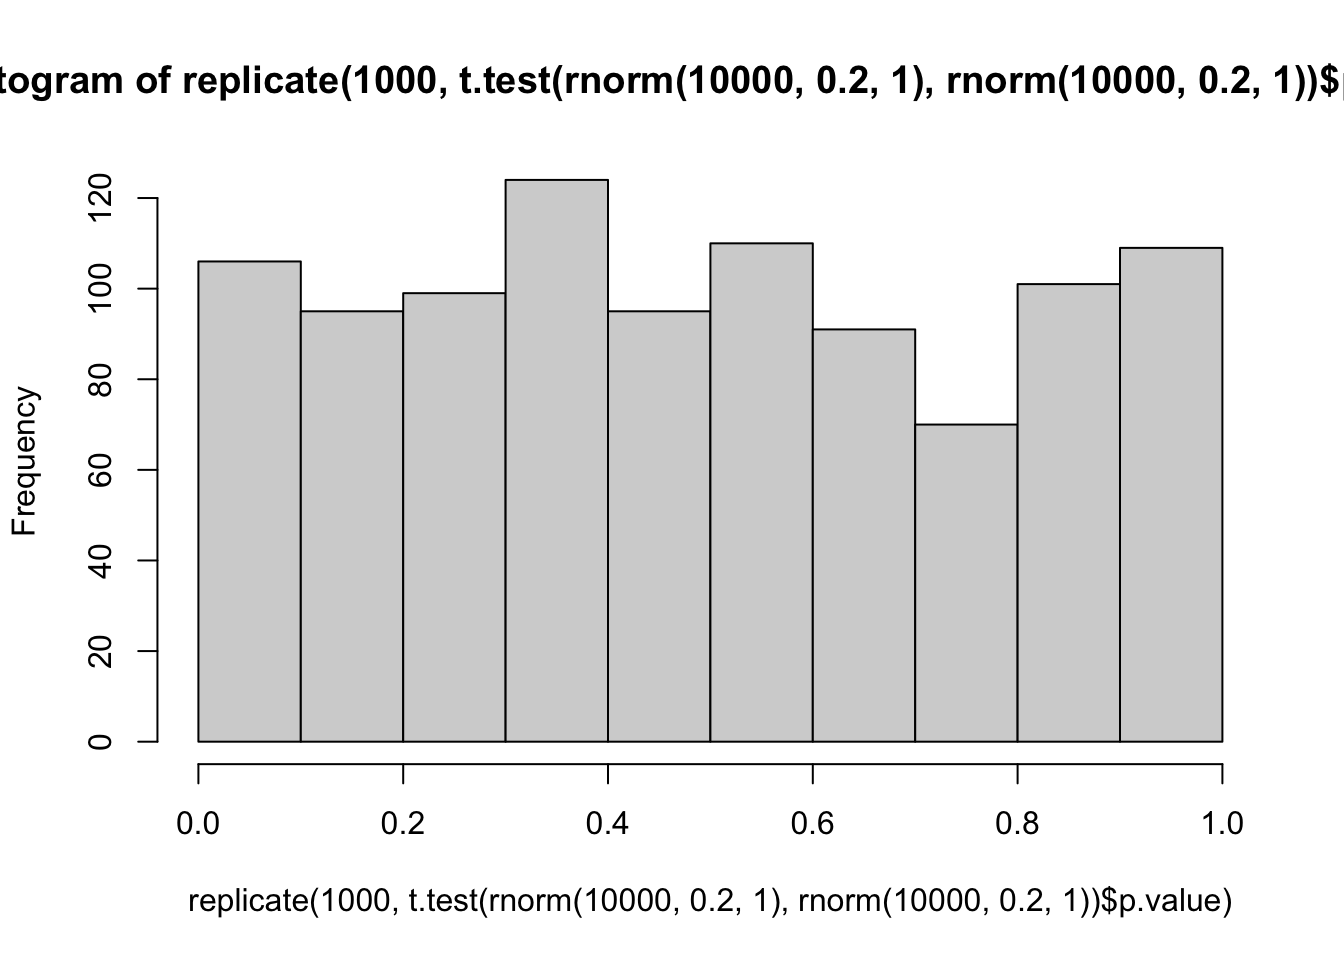 togram of replicate(1000, t.test(rnorm(10000, 0.2, 1), rnorm(10000, 0.2, 1))$p
Frequency
120
100
80
60
40
20
0
0.0 0.2 0.4 0.6 0.8 1.0
replicate(1000, t.test(rnorm(10000, 0.2, 1), rnorm(10000, 0.2, 1))$p.value)